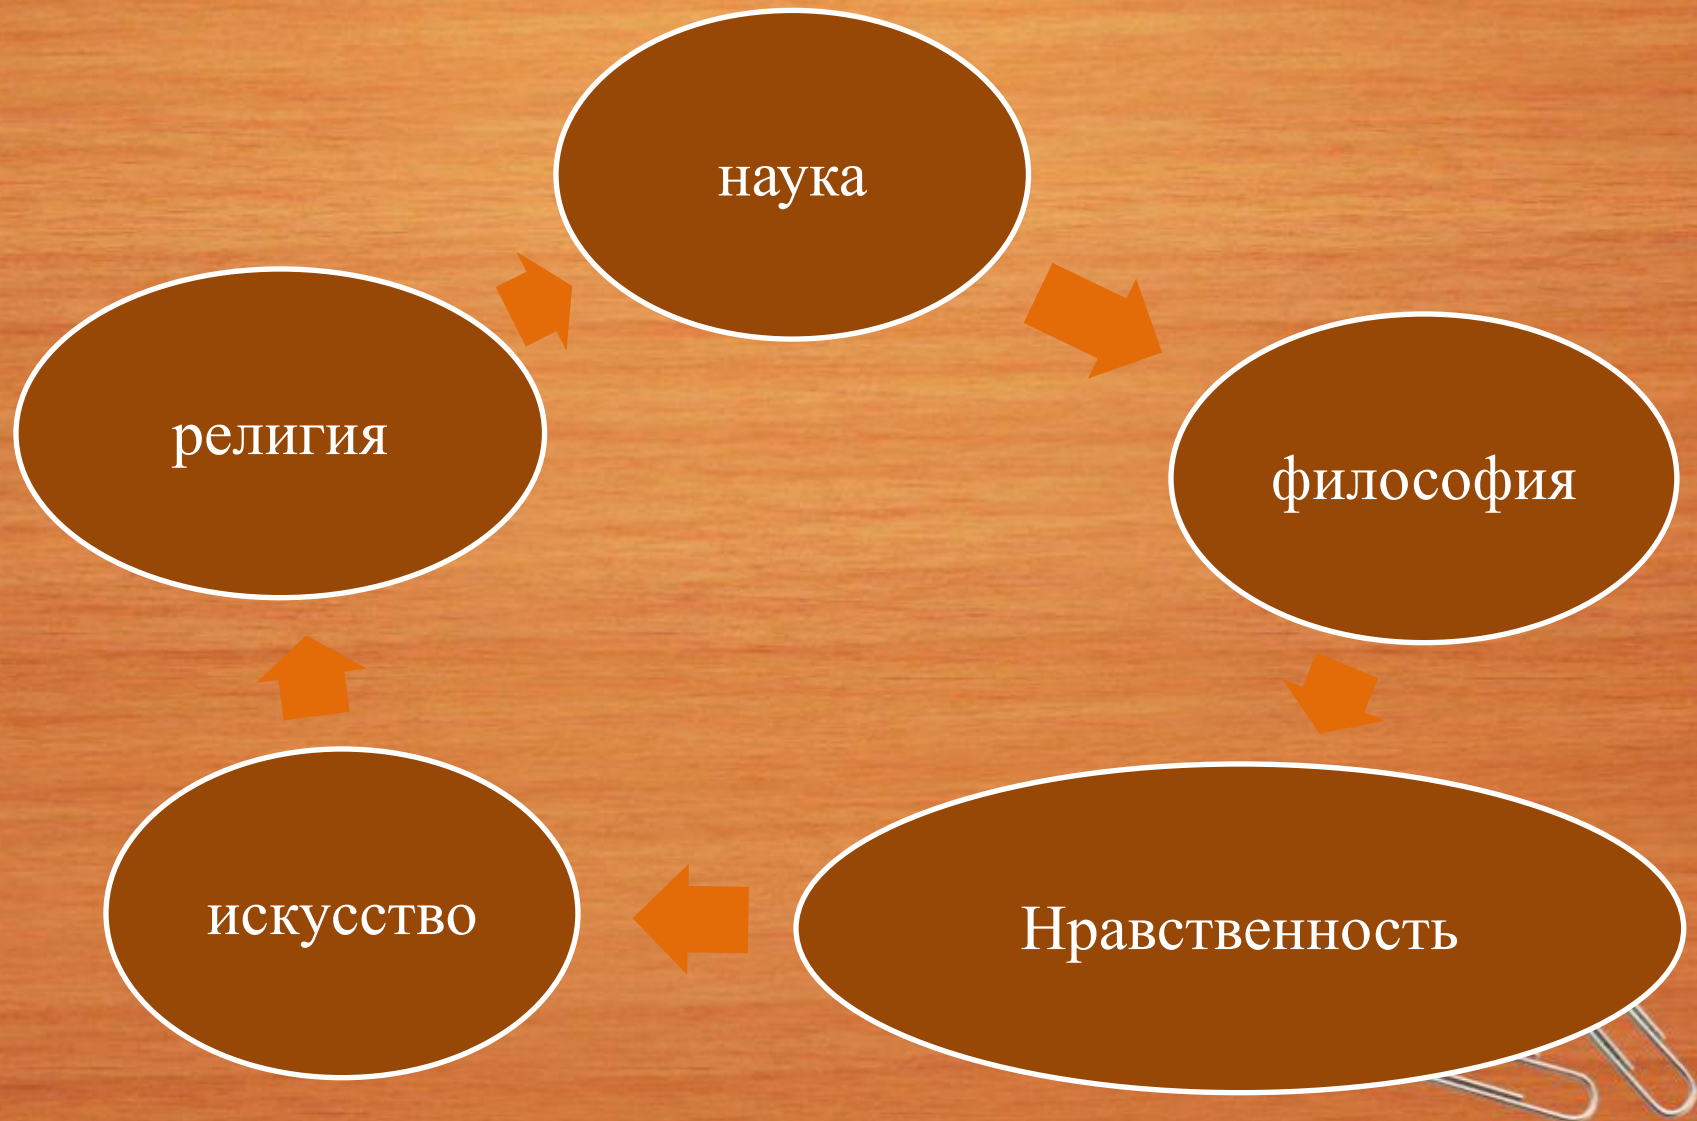 наука
религия
философия
искусство
Нравственность